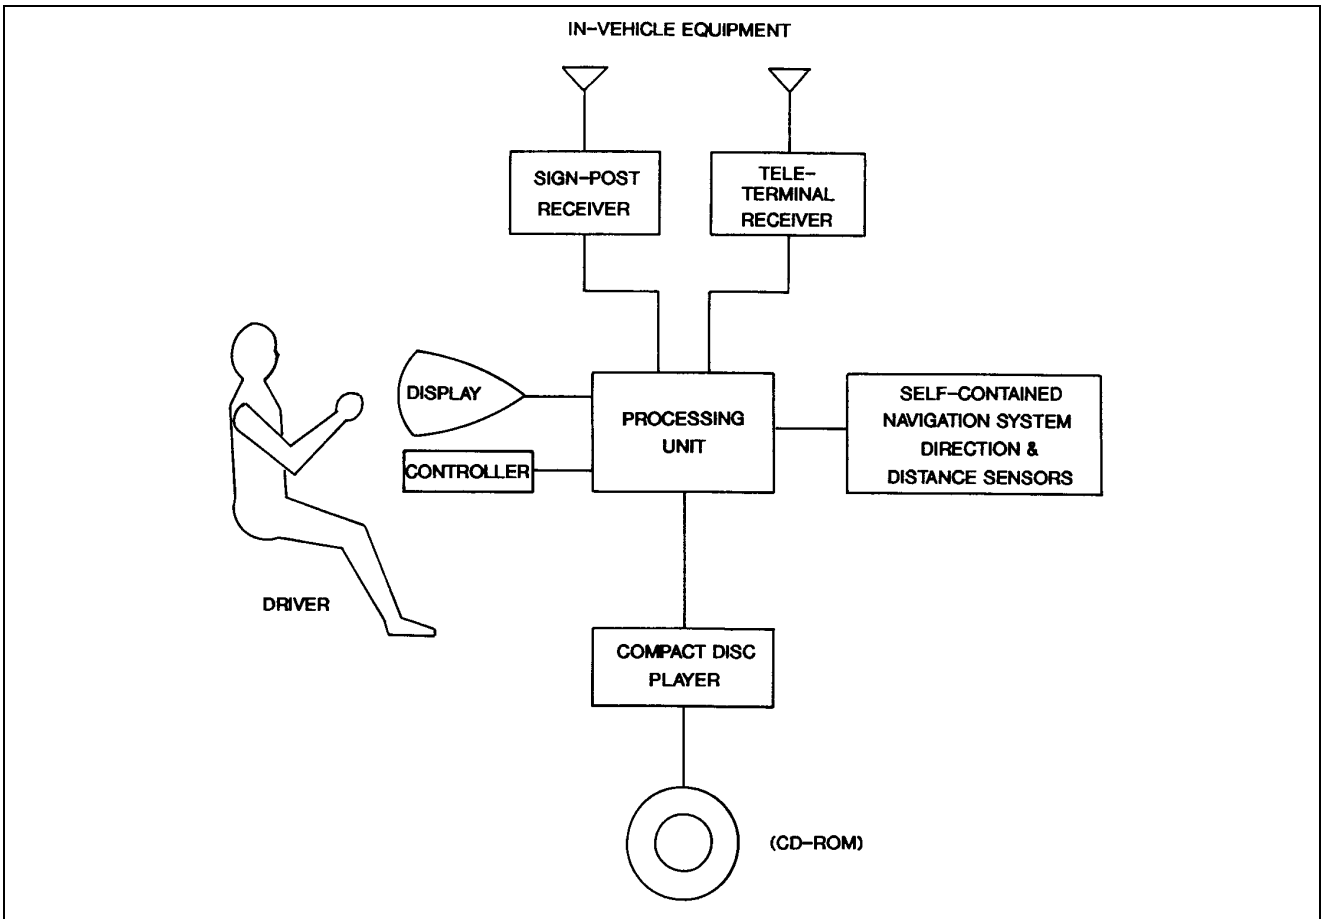 IN-VEHICLE EQUIPMENT
SIGN-POST
RECEIVER
TELE-
TERMINAL
RECEIVER
DISPLAY
CONTROLLER
PROCESSING
UNIT
SELF-CONTAINED
NAVIGATION SYSTEM
DIRECTION &
DISTANCE SENSORS
DRIVER
COMPACT DISC
PLAYER
(CD-ROM)